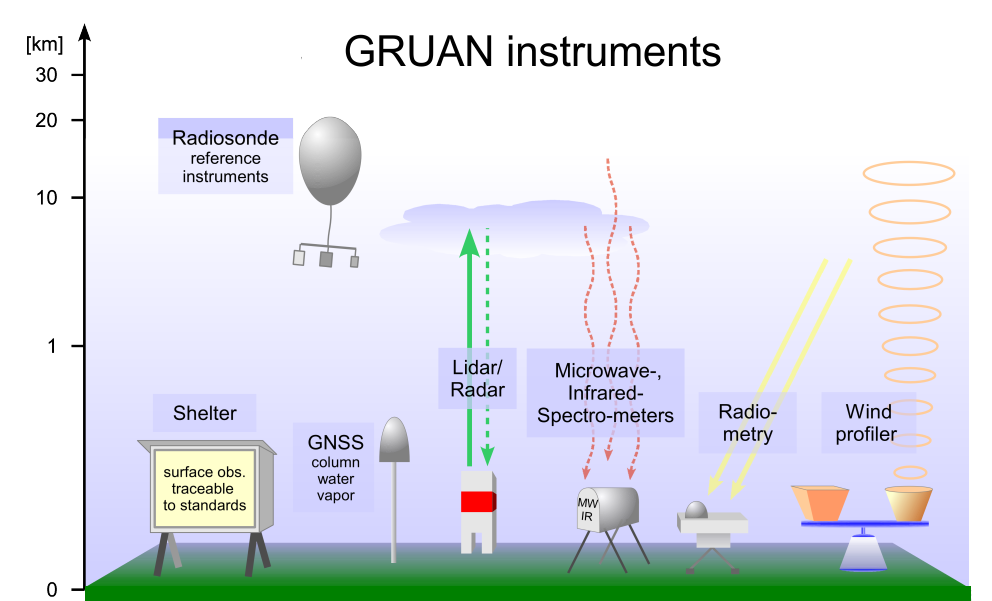 GRUAN instruments
[km]
30
20
10
1
0
Radiosonde
reference
instruments
Lidar/
Radar
Microwave-,
Infrared-
Spectro-meters
Shelter
surface obs.
traceable
to standards
GNSS
column
water
vapor
MW
IR
Radio-
metry
Wind
profiler